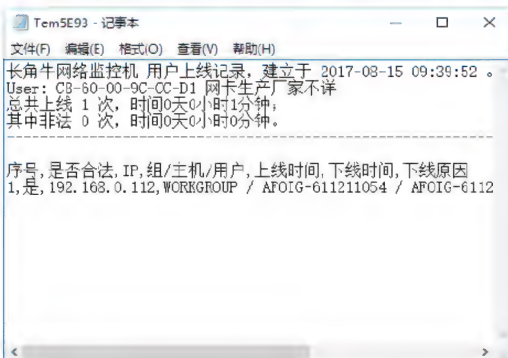 Tem5E93 - 记事本
文件(F) 编辑(E) 格式(O) 查看(V) 帮助(H)
长角牛网络监控机 用户上线记录, 建立于 2017-08-15 09:39:52 。
User: CB-60-00-9C-CC-D1 网卡生产厂家不详
总共上线 1 次, 时间0天0小时1分钟;
其中非法 0 次, 时间0天0小时0分钟。
序号,是否合法,IP,组/主机/用户,上线时间,下线时间,下线原因
1,是,192.168.0.112,WORKGROUP / AFOIG-611211054 / AFOIG-6112